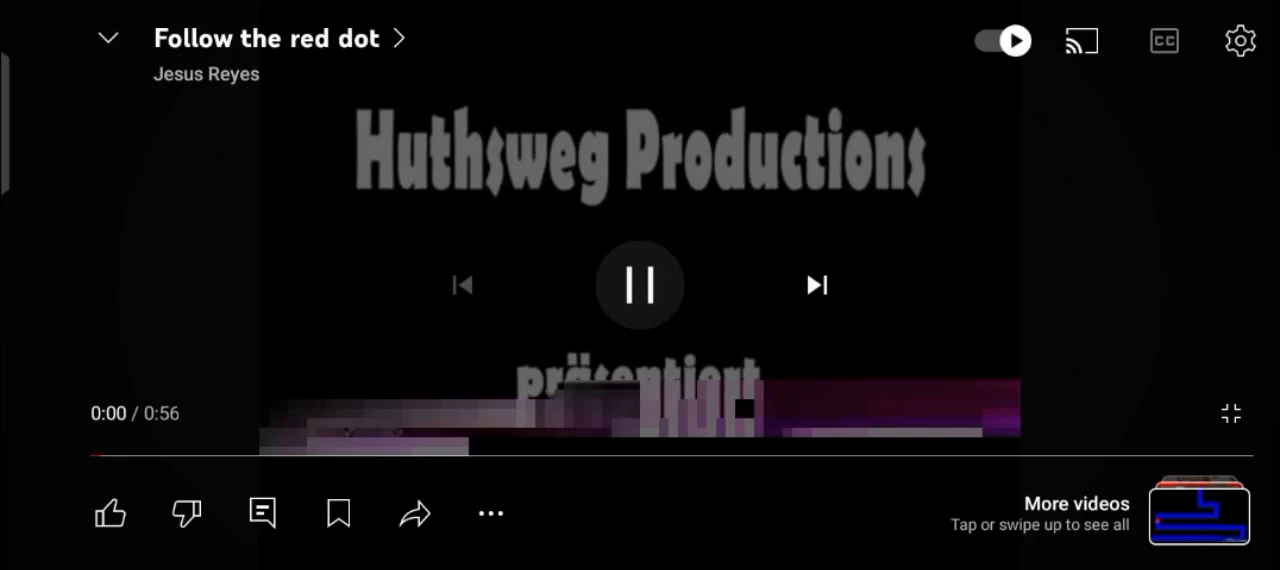 Follow the red dot
Jesus Reyes
CC
Huthsweg Productions
präsentiert
0:00 / 0:56
More videos
Tap or swipe up to see all